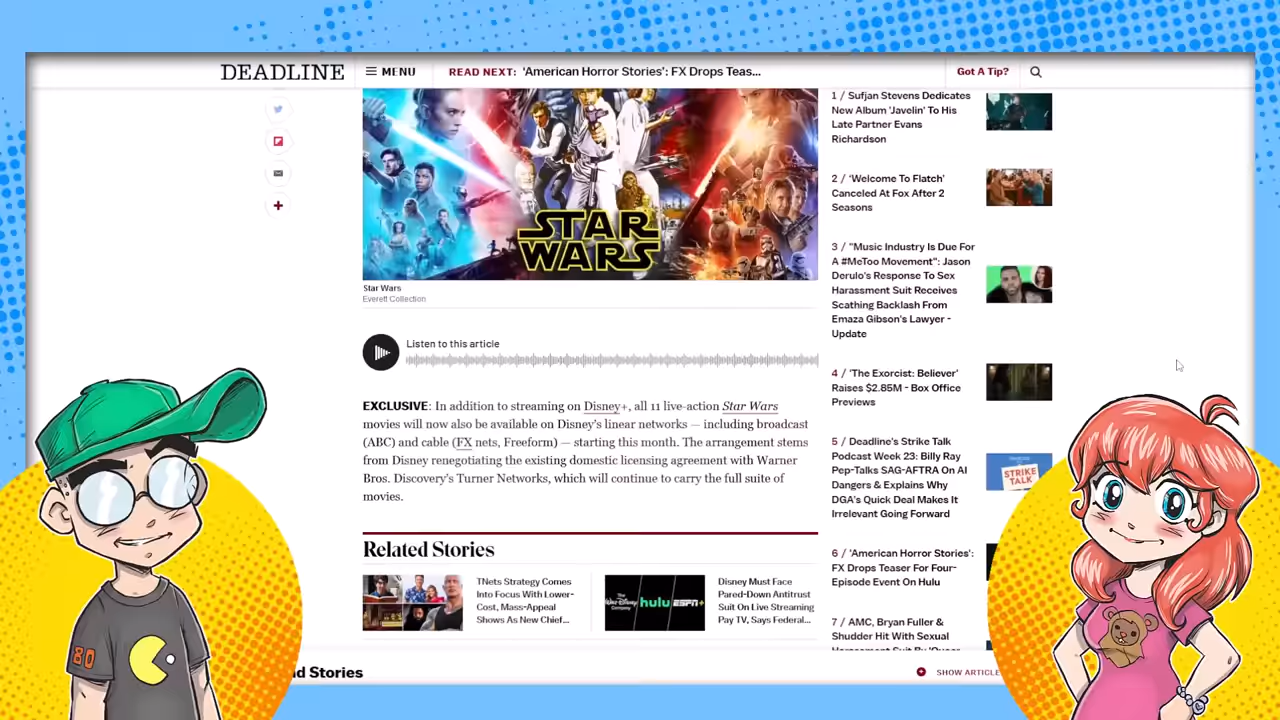 DEADLINE
MENU
READ NEXT: 'American Horror Stories': FX Drops Teas...
Got A Tip?
STAR
WARS
Star Wars
Everett Collection
Listen to this article
EXCLUSIVE: In addition to streaming on Disney+, all 11 live-action Star Wars
movies will now also be available on Disney's linear networks — including broadcast
(ABC) and cable (FX nets, Freeform) — starting this month. The arrangement stems
from Disney renegotiating the existing domestic licensing agreement with Warner
Bros. Discovery's Turner Networks, which will continue to carry the full suite of
movies.
Related Stories
TNets Strategy Comes
Into Focus With Lower-
Cost, Mass-Appeal
Shows As New Chief...
The
Walt Disney
Company
hulu
ESPN+
Disney Must Face
Pared-Down Antitrust
Suit On Live Streaming
Pay TV, Says Federal...
d Stories
SHOW ARTICLE
1 / Sufjan Stevens Dedicates
New Album 'Javelin' To His
Late Partner Evans
Richardson
2 / 'Welcome To Flatch'
Canceled At Fox After 2
Seasons
3 / "Music Industry Is Due For
A #MeToo Movement": Jason
Derulo's Response To Sex
Harassment Suit Receives
Scathing Backlash From
Emaza Gibson's Lawyer -
Update
4 / 'The Exorcist: Believer'
Raises $2.85M - Box Office
Previews
5 / Deadline's Strike Talk
Podcast Week 23: Billy Ray
Pep-Talks SAG-AFTRA On AI
Dangers & Explains Why
DGA's Quick Deal Makes It
Irrelevant Going Forward
STRIKE
TALK
6 / 'American Horror Stories':
FX Drops Teaser For Four-
Episode Event On Hulu
7 / AMC, Bryan Fuller &
Shudder Hit With Sexual
Harassment Suit By 'Queer
80